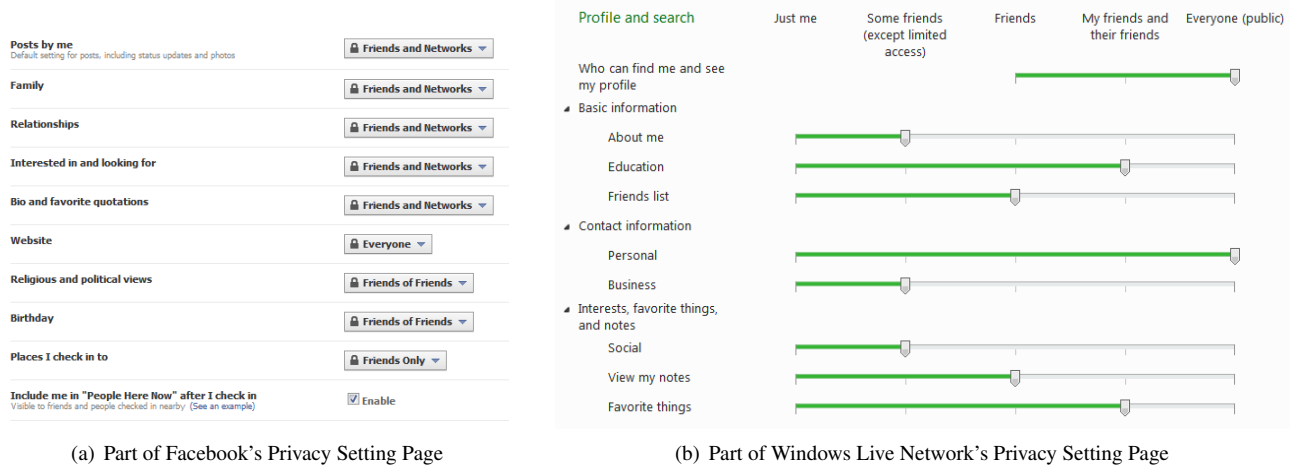 Posts by me
Default setting for posts, including status updates and photos
Friends and Networks
Family
Friends and Networks
Relationships
Friends and Networks
Interested in and looking for
Friends and Networks
Bio and favorite quotations
Friends and Networks
Website
Everyone
Religious and political views
Friends of Friends
Birthday
Friends of Friends
Places I check in to
Friends Only
Include me in "People Here Now" after I check in
Visible to friends and people checked in nearby (See an example)
Enable
(a) Part of Facebook's Privacy Setting Page
Profile and search
Just me
Some friends
(except limited
access)
Friends
My friends and
their friends
Everyone (public)
Who can find me and see
my profile
Basic information
About me
Education
Friends list
Contact information
Personal
Business
Interests, favorite things,
and notes
Social
View my notes
Favorite things
(b) Part of Windows Live Network's Privacy Setting Page